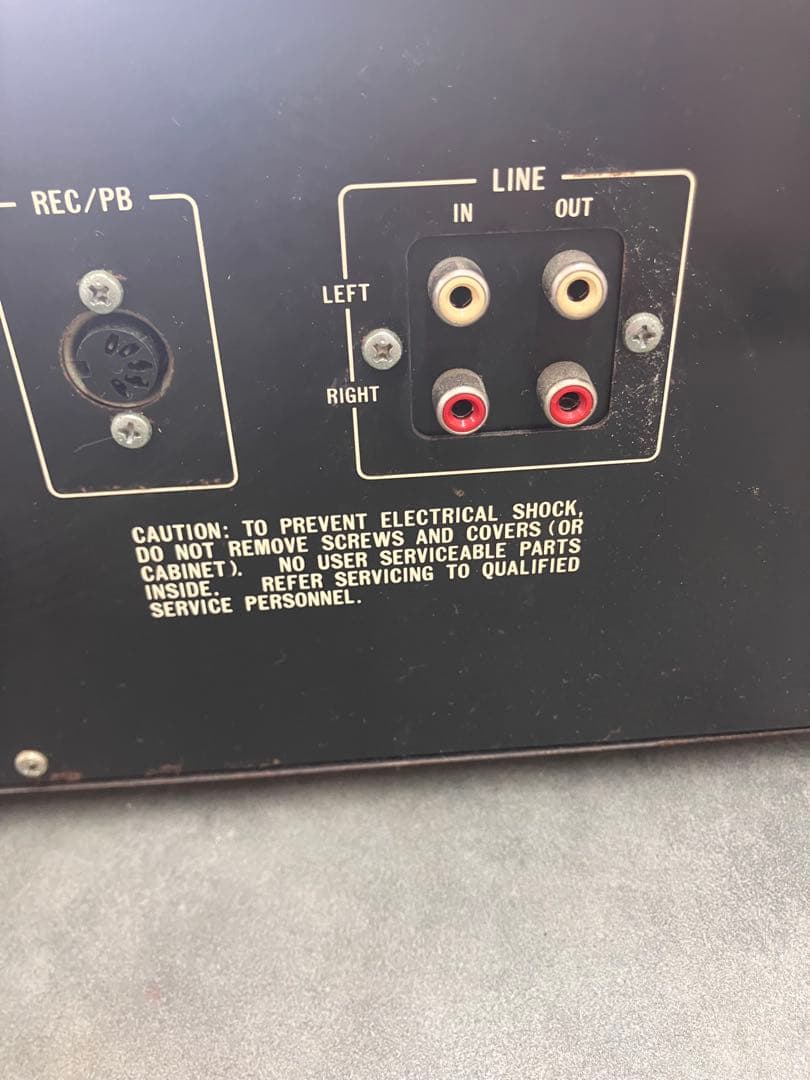 REC/PB
LINE
IN OUT
LEFT
RIGHT
CAUTION: TO PREVENT ELECTRICAL SHOCK,
DO NOT REMOVE SCREWS AND COVERS (OR
CABINET). NO USER SERVICEABLE PARTS
INSIDE. REFER SERVICING TO QUALIFIED
SERVICE PERSONNEL.